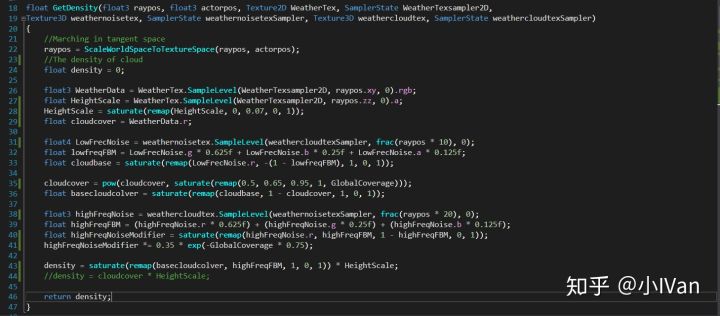 18 float GetDensity(float3 raypos, float3 actorpos, Texture2D WeatherTex, SamplerState WeatherTexsampler2D,
19 Texture3D weathernoisetex, SamplerState weathernoisetexSampler, Texture3D weathercloudtex, SamplerState weathercloudtexSampler)
20 {
21 //Marching in tangent space
22 raypos = ScaleWorldSpaceToTextureSpace(raypos, actorpos);
23 //The density of cloud
24 float density = 0;
25
26 float3 WeatherData = WeatherTex.SampleLevel(WeatherTexsampler2D, raypos.xy, 0).rgb;
27 float HeightScale = WeatherTex.SampleLevel(WeatherTexsampler2D, raypos.zz, 0).a;
28 HeightScale = saturate(remap(HeightScale, 0, 0.07, 0, 1));
29 float cloudcover = WeatherData.r;
30
31 float4 LowFrecNoise = weathernoisetex.SampleLevel(weathercloudtexSampler, frac(raypos * 10), 0);
32 float lowfreqFBM = LowFrecNoise.g * 0.625f + LowFrecNoise.b * 0.25f + LowFrecNoise.a * 0.125f;
33 float cloudbase = saturate(remap(LowFrecNoise.r, -(1 - lowfreqFBM), 1, 0, 1));
34
35 cloudcover = pow(cloudcover, saturate(remap(0.5, 0.65, 0.95, 1, GlobalCoverage)));
36 float basecloudcolver = saturate(remap(cloudbase, 1 - cloudcover, 1, 0, 1));
37
38 float3 highFreqNoise = weathercloudtex.SampleLevel(weathernoisetexSampler, frac(raypos * 20), 0);
39 float highFreqFBM = (highFreqNoise.r * 0.625f) + (highFreqNoise.g * 0.25f) + (highFreqNoise.b * 0.125f);
40 float highFreqNoiseModifier = saturate(remap(highFreqNoise.r, highFreqFBM, 1 - highFreqFBM, 0, 1));
41 highFreqNoiseModifier *= 0.35 * exp(-GlobalCoverage * 0.75);
42
43 density = saturate(remap(basecloudcolver, highFreqFBM, 1, 0, 1)) * HeightScale;
44 //density = cloudcover * HeightScale;
45
46 return density;
47 }
知乎 @小IVan